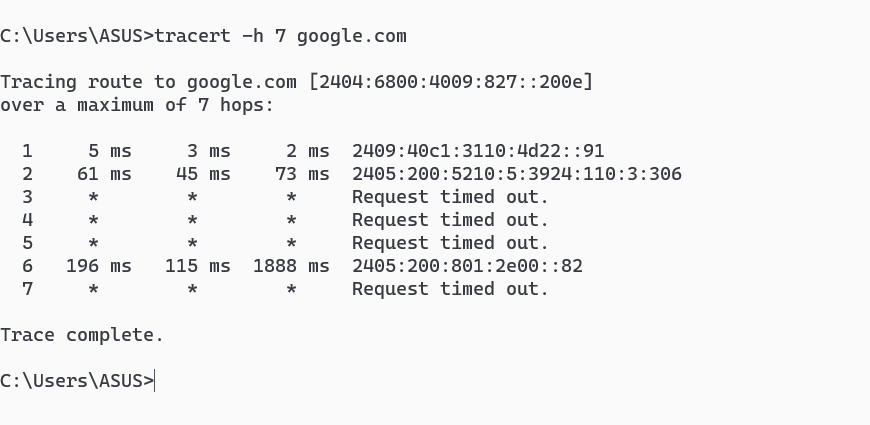 C:\Users\ASUS>tracert -h 7 google.com
Tracing route to google.com [2404:6800:4009:827::200e]
over a maximum of 7 hops:
1 5 ms 3 ms 2 ms 2409:40c1:3110:4d22::91
2 61 ms 45 ms 73 ms 2405:200:5210:5:3924:110:3:306
3 * * * Request timed out.
4 * * * Request timed out.
5 * * * Request timed out.
6 196 ms 115 ms 1888 ms 2405:200:801:2e00::82
7 * * * Request timed out.
Trace complete.
C:\Users\ASUS>